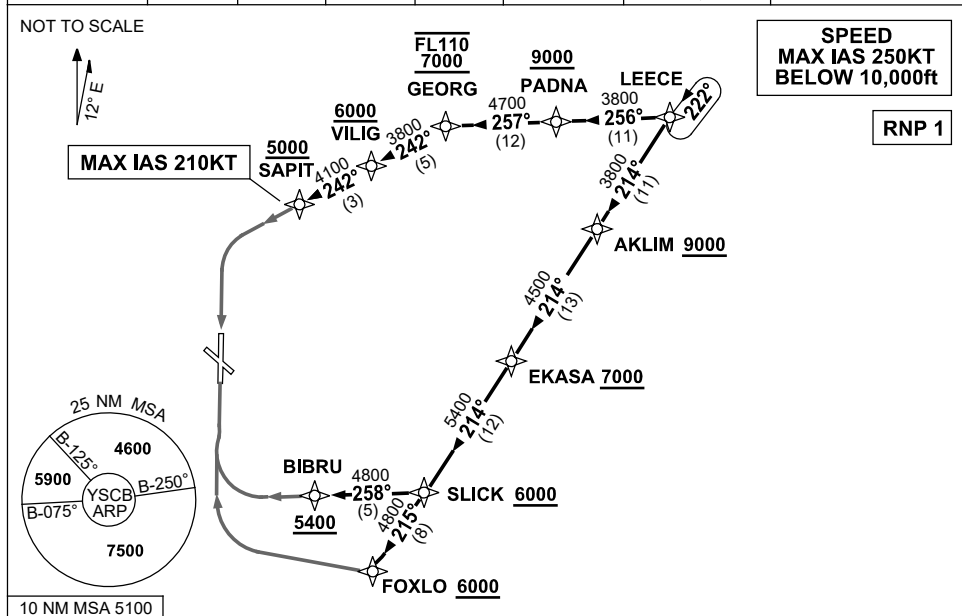 NOT TO SCALE
12° E
SPEED
MAX IAS 250KT
BELOW 10,000ft
RNP 1
FL110
7000
GEORG
9000
PADNA
LEECE
222°
6000
VILIG
5000
SAPIT
MAX IAS 210KT
3800
256°
(11)
4700
257°
(12)
3800
242°
(5)
4100
242°
(3)
3800
214°
(11)
AKLIM 9000
4500
214°
(13)
EKASA 7000
5400
214°
(12)
SLICK 6000
BIBRU
5400
4800
258°
(5)
4800
215°
(8)
FOXLO 6000
25 NM MSA
B-125°
4600
5900
B-250°
B-075°
YSCB
ARP
7500
10 NM MSA 5100